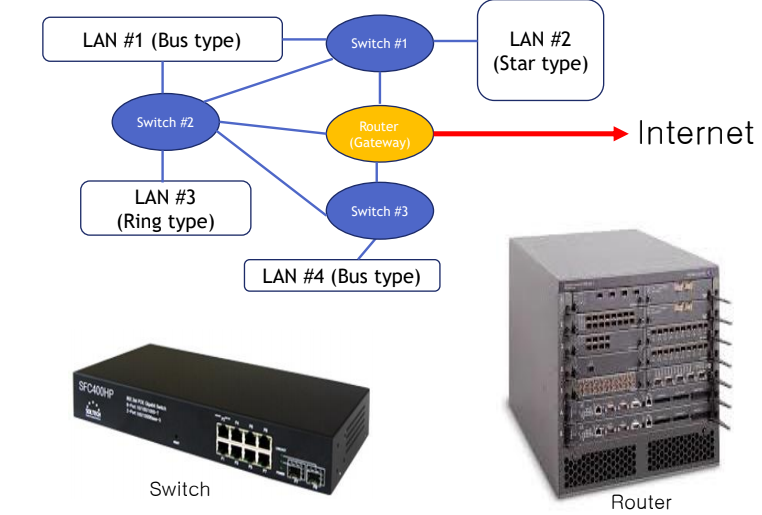 LAN #1 (Bus type)
Switch #1
LAN #2
(Star type)
Switch #2
Router
(Gateway)
Internet
LAN #3
(Ring type)
Switch #3
LAN #4 (Bus type)
SFC400HP
Switch
Router